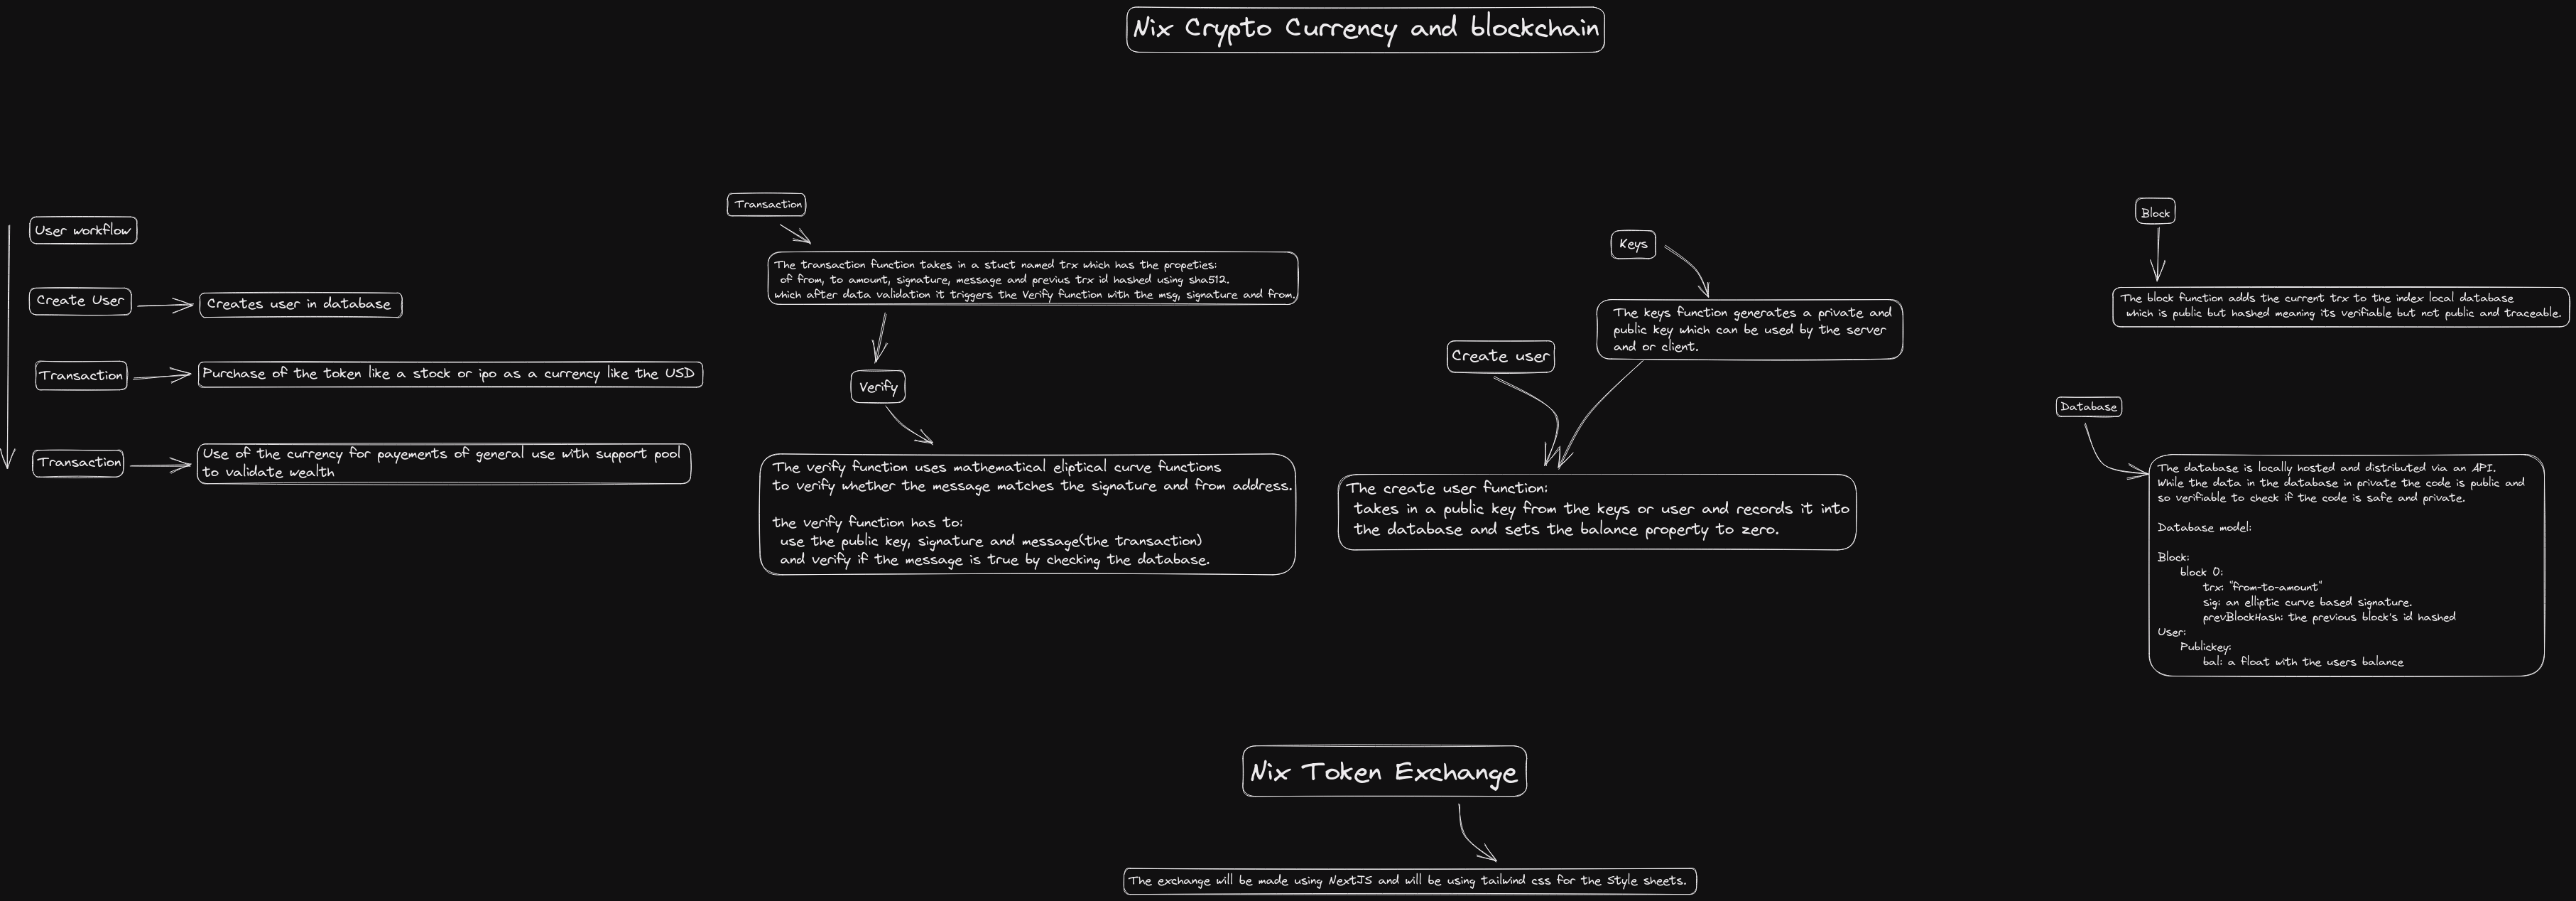 Nix Crypto Currency and blockchain
User workflow
Create User
Creates user in database
Transaction
Purchase of the token like a stock or ipo as a currency like the USD
Transaction
Use of the currency for payements of general use with support pool
to validate wealth
Transaction
The transaction function takes in a stuct named trx which has the propeties:
of from, to amount, signature, message and previus trx id hashed using sha512.
which after data validation it triggers the Verify function with the msg, signature and from.
Verify
The verify function uses mathematical eliptical curve functions
to verify whether the message matches the signature and from address.
the verify function has to:
use the public key, signature and message(the transaction)
and verify if the message is true by checking the database.
Keys
The keys function generates a private and
public key which can be used by the server
and or client.
Create user
The create user function:
takes in a public key from the keys or user and records it into
the database and sets the balance property to zero.
Block
The block function adds the current trx to the index local database
which is public but hashed meaning its verifiable but not public and traceable.
Database
The database is locally hosted and distributed via an API.
While the data in the database in private the code is public and
so verifiable to check if the code is safe and private.
Database model:
Block:
block 0:
trx: "from-to-amount"
sig: an elliptic curve based signature.
prevBlockHash: the previous block's id hashed
User:
Publickey:
bal: a float with the users balance
Nix Token Exchange
The exchange will be made using NextJS and will be using tailwind css for the Style sheets.